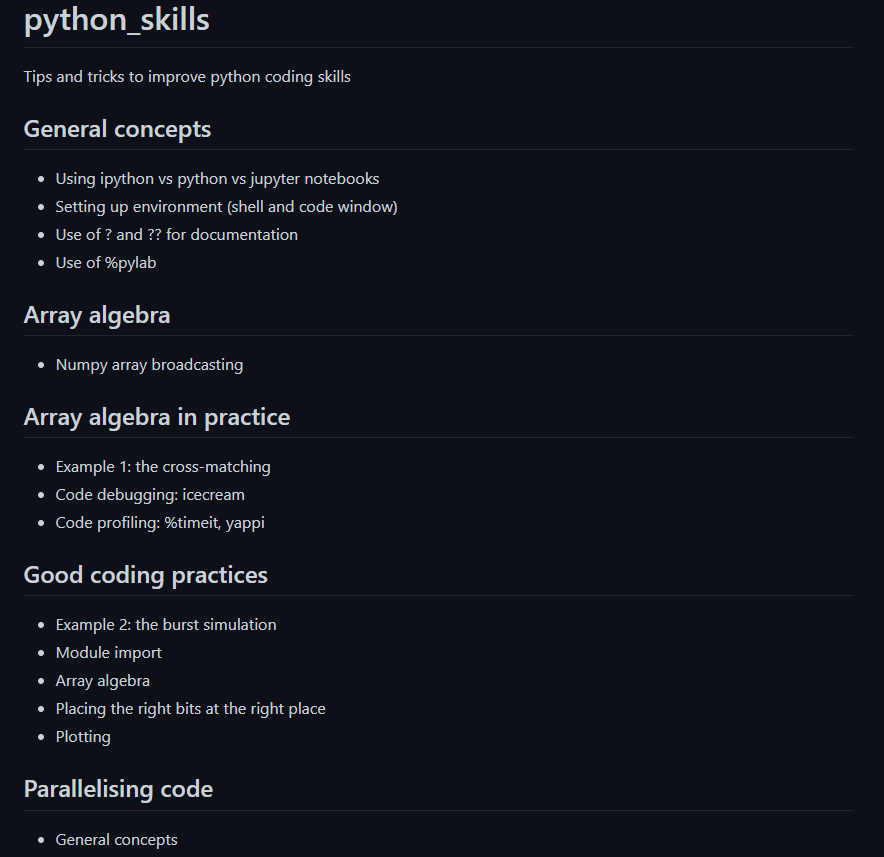 python_skills
Tips and tricks to improve python coding skills
General concepts
Using ipython vs python vs jupyter notebooks
Setting up environment (shell and code window)
Use of ? and ?? for documentation
Use of %pylab
Array algebra
Numpy array broadcasting
Array algebra in practice
Example 1: the cross-matching
Code debugging: icecream
Code profiling: %timeit, yappi
Good coding practices
Example 2: the burst simulation
Module import
Array algebra
Placing the right bits at the right place
Plotting
Parallelising code
General concepts